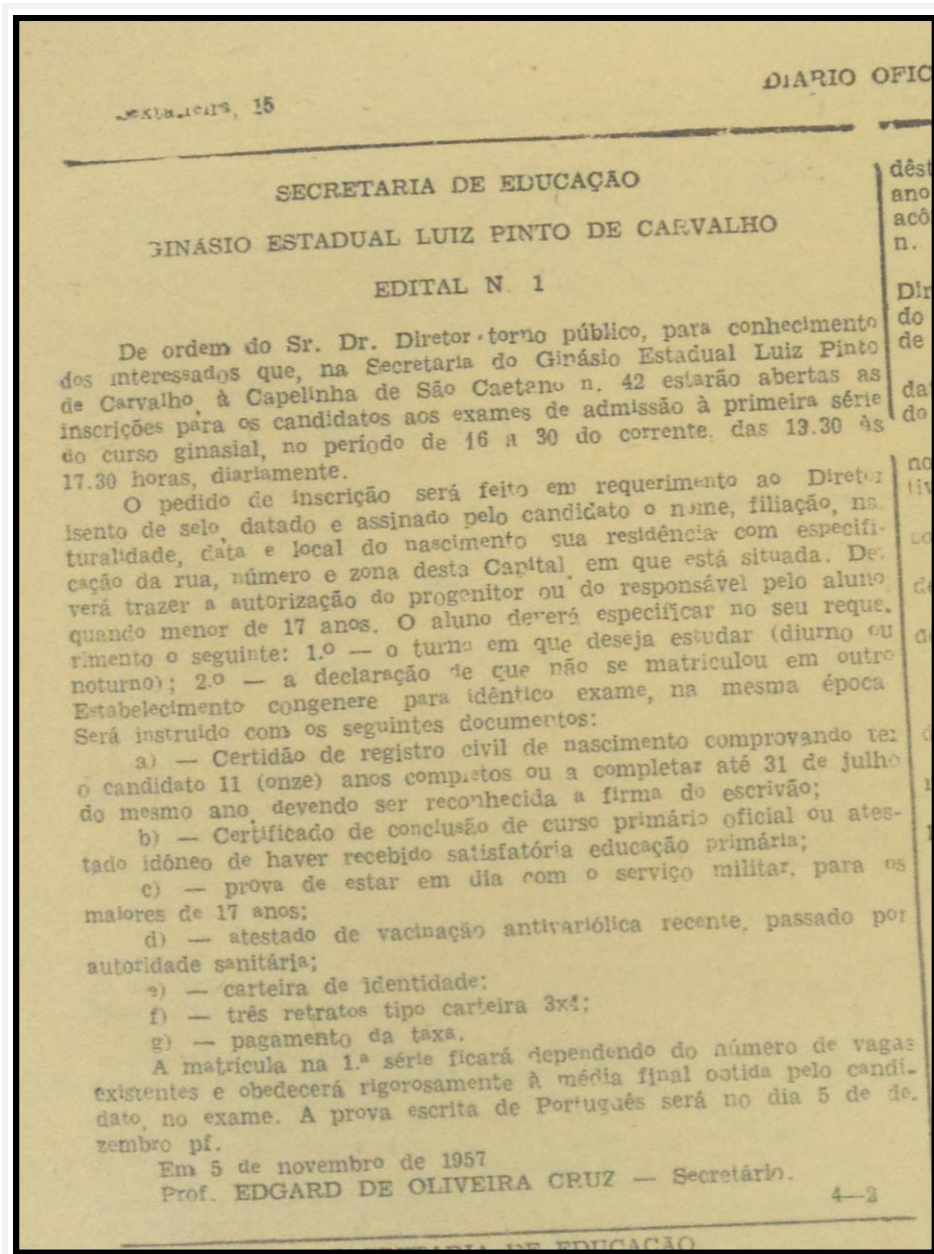 DIARIO OFIC
15
SECRETARIA DE EDUCAÇÃO
GINÁSIO ESTADUAL LUIZ PINTO DE CARVALHO
EDITAL N. 1
De ordem do Sr. Dr. Diretor torno público, para conhecimento
dos interessados que, na Secretaria do Ginásio Estadual Luiz Pinto
de Carvalho, à Capelinha de São Caetano n. 42 estarão abertas as
inscrições para os candidatos aos exames de admissão à primeira série
do curso ginasial, no período de 16 a 30 do corrente, das 13.30 às
17.30 horas, diariamente.
O pedido de inscrição será feito em requerimento ao Diretor
isento de selo, datado e assinado pelo candidato o nome, filiação, na
turalidade, data e local do nascimento sua residência com especifi-
cação da rua, número e zona desta Capital, em que está situada. De-
verá trazer a autorização do progenitor ou do responsável pelo aluno
quando menor de 17 anos. O aluno deverá especificar no seu reque-
rimento o seguinte: 1.º — o turno em que deseja estudar (diurno ou
noturno); 2.º — a declaração de que não se matriculou em outro
Estabelecimento congenere para idêntico exame, na mesma época
Será instruido com os seguintes documentos:
a) — Certidão de registro civil de nascimento comprovando ter
o candidato 11 (onze) anos completos ou a completar até 31 de julho
do mesmo ano, devendo ser reconhecida a firma do escrivão;
b) — Certificado de conclusão de curso primário oficial ou ates-
tado idôneo de haver recebido satisfatória educação primária;
c) — prova de estar em dia com o serviço militar, para os
maiores de 17 anos;
d) — atestado de vacinação antivariólica recente, passado por
autoridade sanitária;
e) — carteira de identidade;
f) — três retratos tipo carteira 3x4;
g) — pagamento da taxa.
A matrícula na 1.ª série ficará dependendo do número de vagas
existentes e obedecerá rigorosamente à média final obtida pelo candi-
dato, no exame. A prova escrita de Português será no dia 5 de de-
zembro pf.
Em 5 de novembro de 1957
Prof. EDGARD DE OLIVEIRA CRUZ — Secretário.
4—3
SECRETARIA DE EDUCAÇÃO
dêst
ano
acô
n.
Dir
do
de
da
do